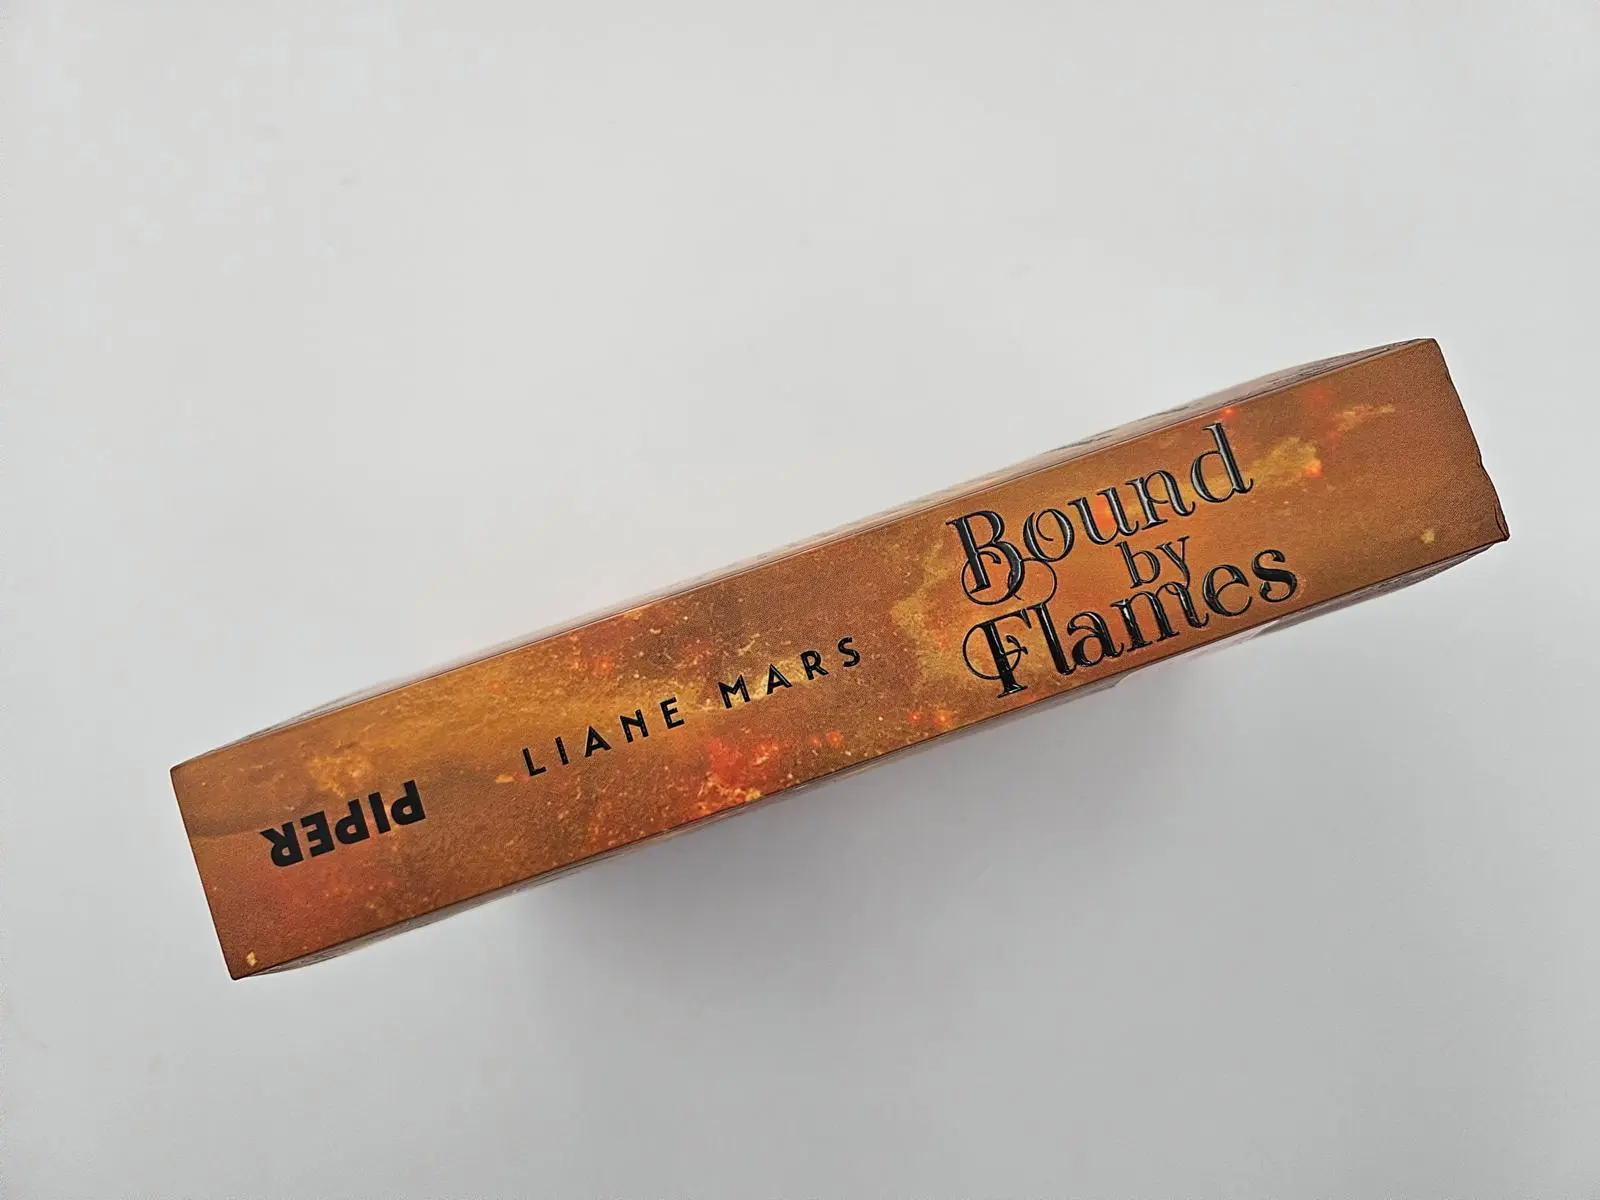 Bound
by
Flames
LIANE MARS
PIPER